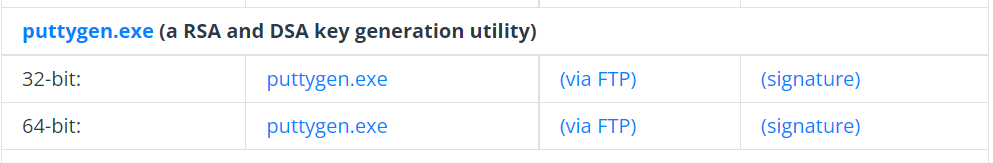 puttygen.exe (a RSA and DSA key generation utility)
32-bit: puttygen.exe (via FTP) (signature)
64-bit: puttygen.exe (via FTP) (signature)